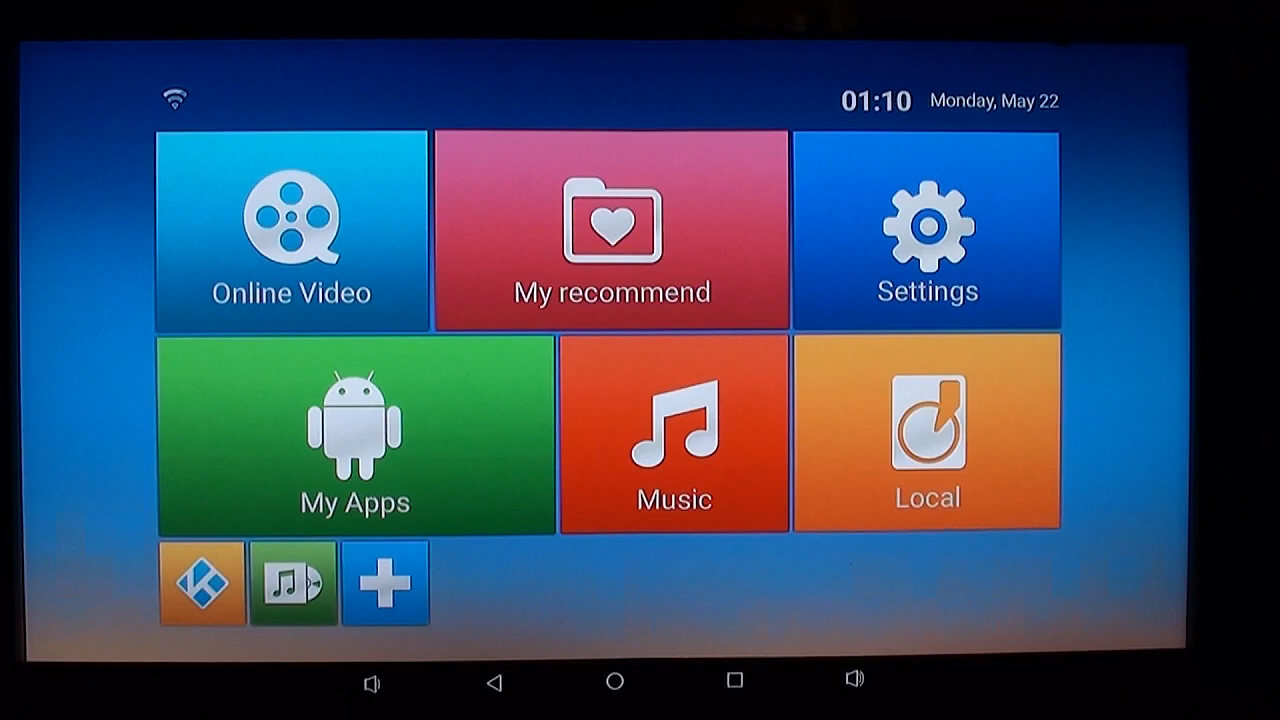 01:10 Monday, May 22
Online Video
My recommend
Settings
My Apps
Music
Local